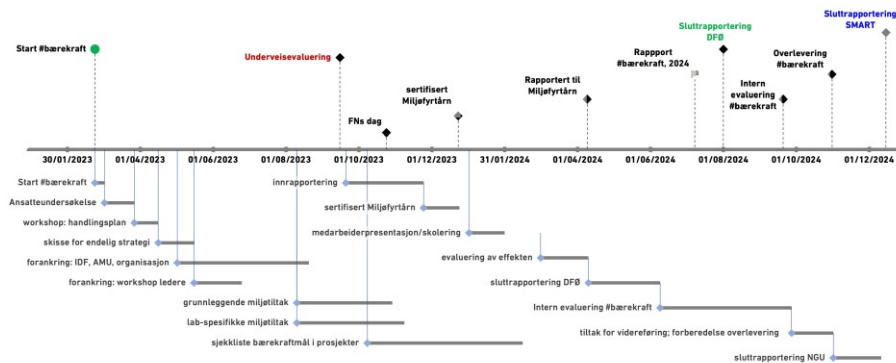 Sluttrapportering
SMART
Sluttrapportering
DFØ
Start #bærekraft
Underveisevaluering
Rappport
#bærekraft, 2024
Overlevering
#bærekraft
sertifisert
Miljøfyrtårn
Rapportert til
Miljøfyrtårn
Intern
evaluering
#bærekraft
FNs dag
30/01/2023 01/04/2023 01/06/2023 01/08/2023 01/10/2023 01/12/2023 31/01/2024 01/04/2024 01/06/2024 01/08/2024 01/10/2024 01/12/2024
Start #bærekraft
innrapportering
Ansatteundersøkelse
sertifisert Miljøfyrtårn
workshop: handlingsplan
medarbeiderpresentasjon/skolering
skisse for endelig strategi
evaluering av effekten
forankring: IDF, AMU, organisasjon
forankring: workshop ledere
sluttrapportering DFØ
grunnleggende miljøtiltak
Intern evaluering #bærekraft
lab-spesifikke miljøtiltak
tiltak for videreføring; forberedelse overlevering
sjekkliste bærekraftmål i prosjekter
sluttrapportering NGU